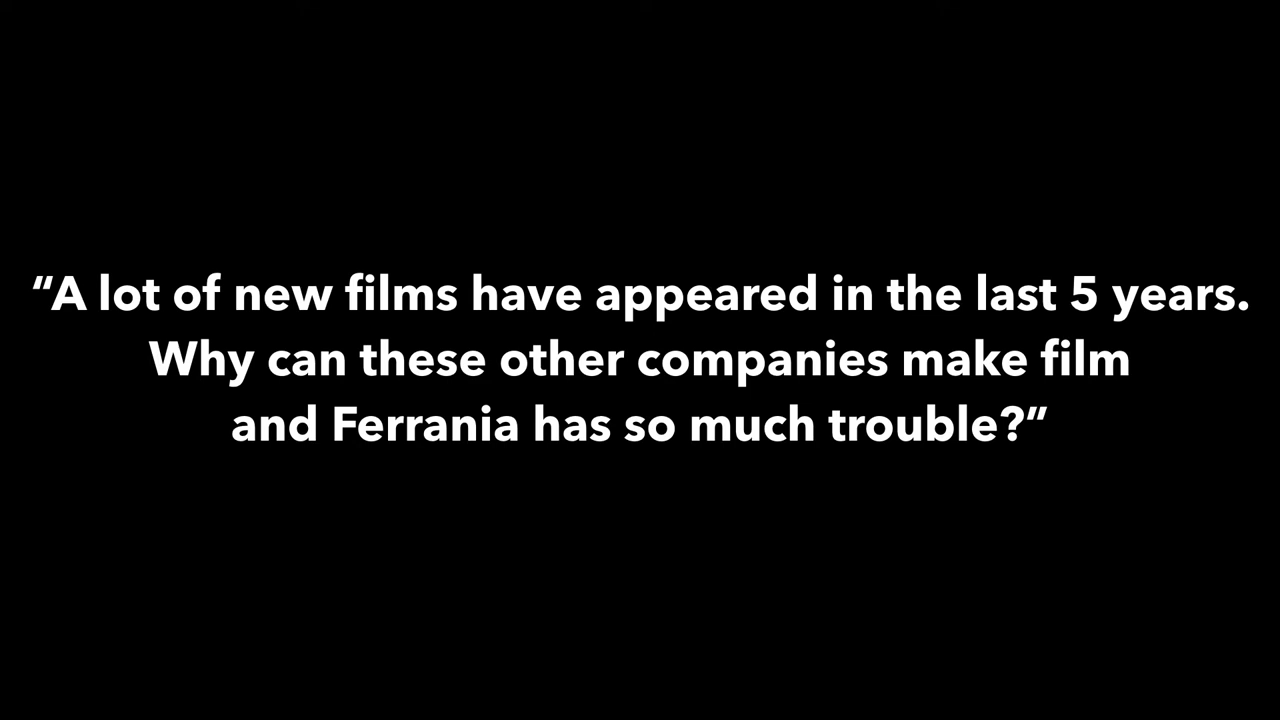 “A lot of new films have appeared in the last 5 years.
Why can these other companies make film
and Ferrania has so much trouble?”